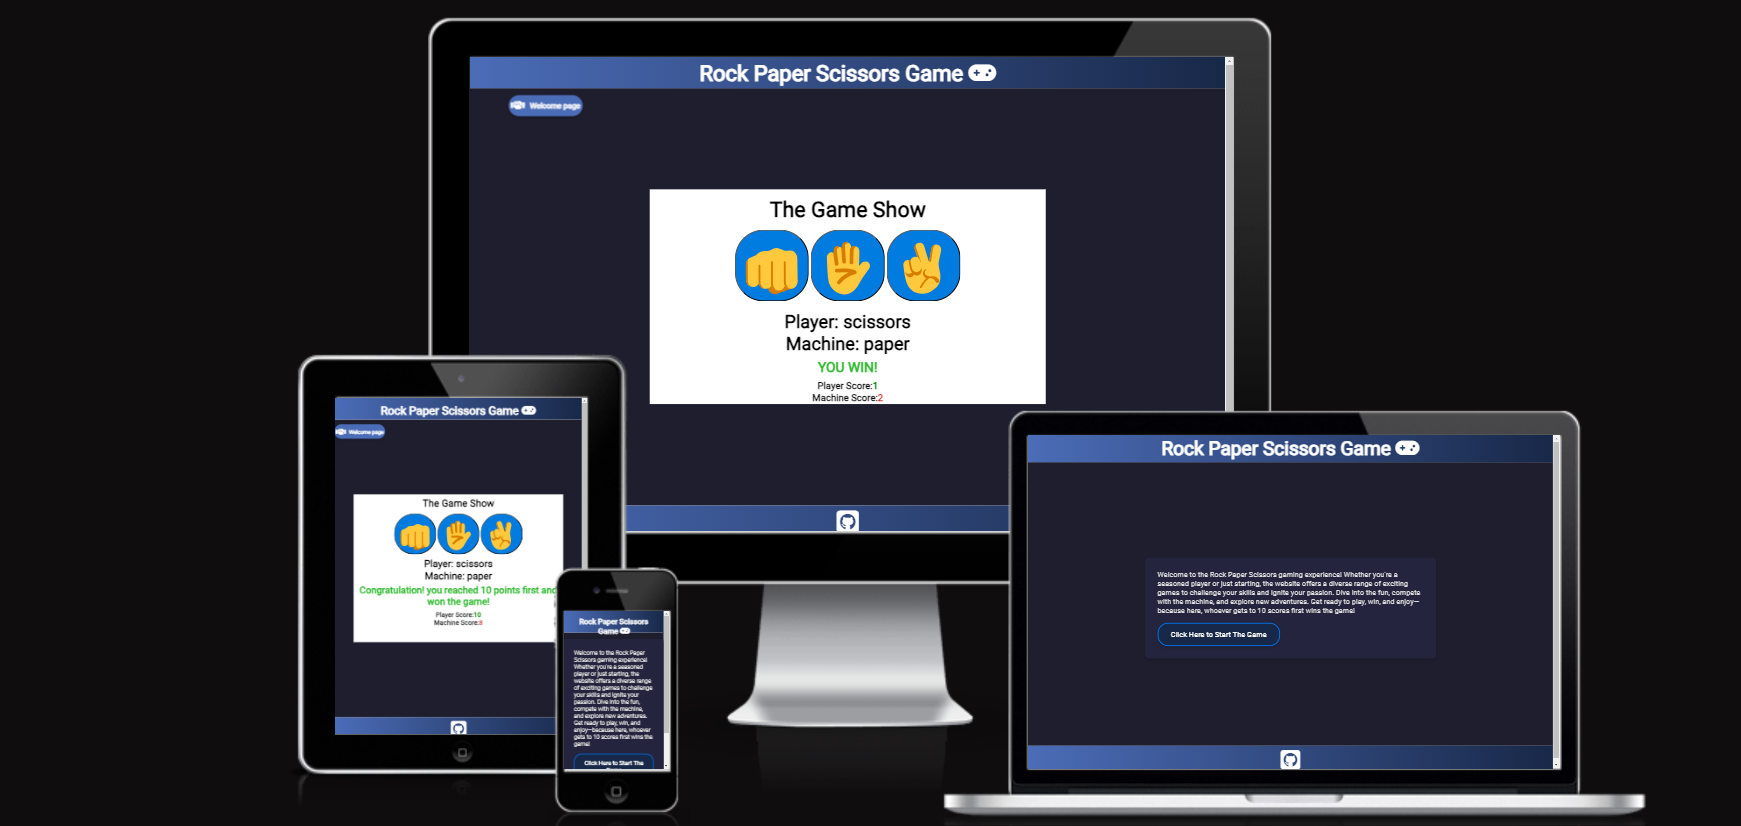 Rock Paper Scissors Game
Welcome page
The Game Show
Player: scissors
Machine: paper
YOU WIN!
Player Score:1
Machine Score:2
Rock Paper Scissors Game
Welcome page
The Game Show
Player: scissors
Machine: paper
Congratulation! you reached 10 points first and
won the game!
Player Score:10
Machine Score:8
Rock Paper Scissors
Game
Welcome to the Rock Paper
Scissors gaming experience!
Whether you're a seasoned
player or just starting, the
website offers a diverse range
of exciting games to challenge
your skills and ignite your
passion. Dive into the fun,
compete with the machine,
and explore new adventures.
Get ready to play, win, and
enjoy—because here, whoever
gets to 10 scores first wins the
game!
Click Here to Start The
Rock Paper Scissors Game
Welcome to the Rock Paper Scissors gaming experience! Whether you're a
seasoned player or just starting, the website offers a diverse range of exciting
games to challenge your skills and ignite your passion. Dive into the fun, compete
with the machine, and explore new adventures. Get ready to play, win, and enjoy—
because here, whoever gets to 10 scores first wins the game!
Click Here to Start The Game